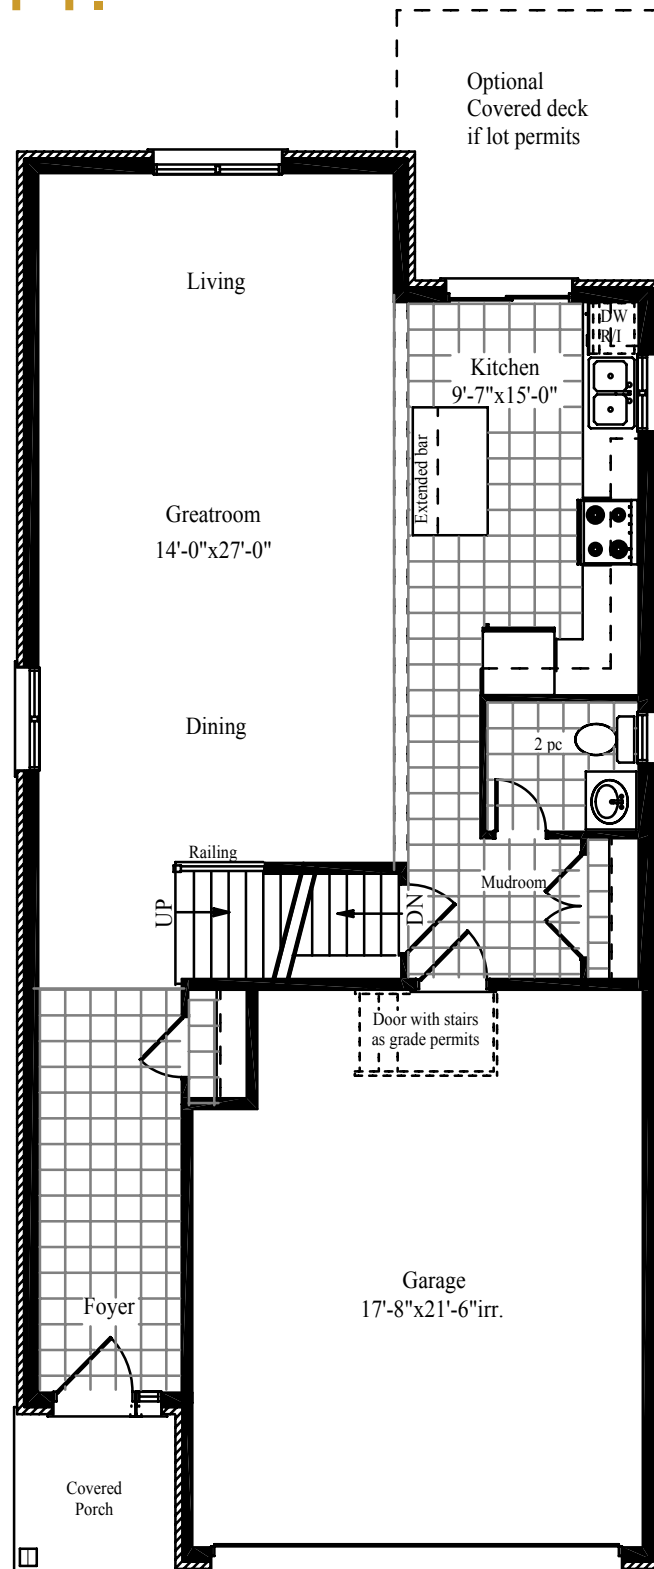 Optional
Covered deck
if lot permits
Living
DW
R/I
Kitchen
9'-7"x15'-0"
Extended bar
Greatroom
14'-0"x27'-0"
Dining
2 pc
Railing
Mudroom
UP
DN
Door with stairs
as grade permits
Garage
17'-8"x21'-6"irr.
Foyer
Covered
Porch